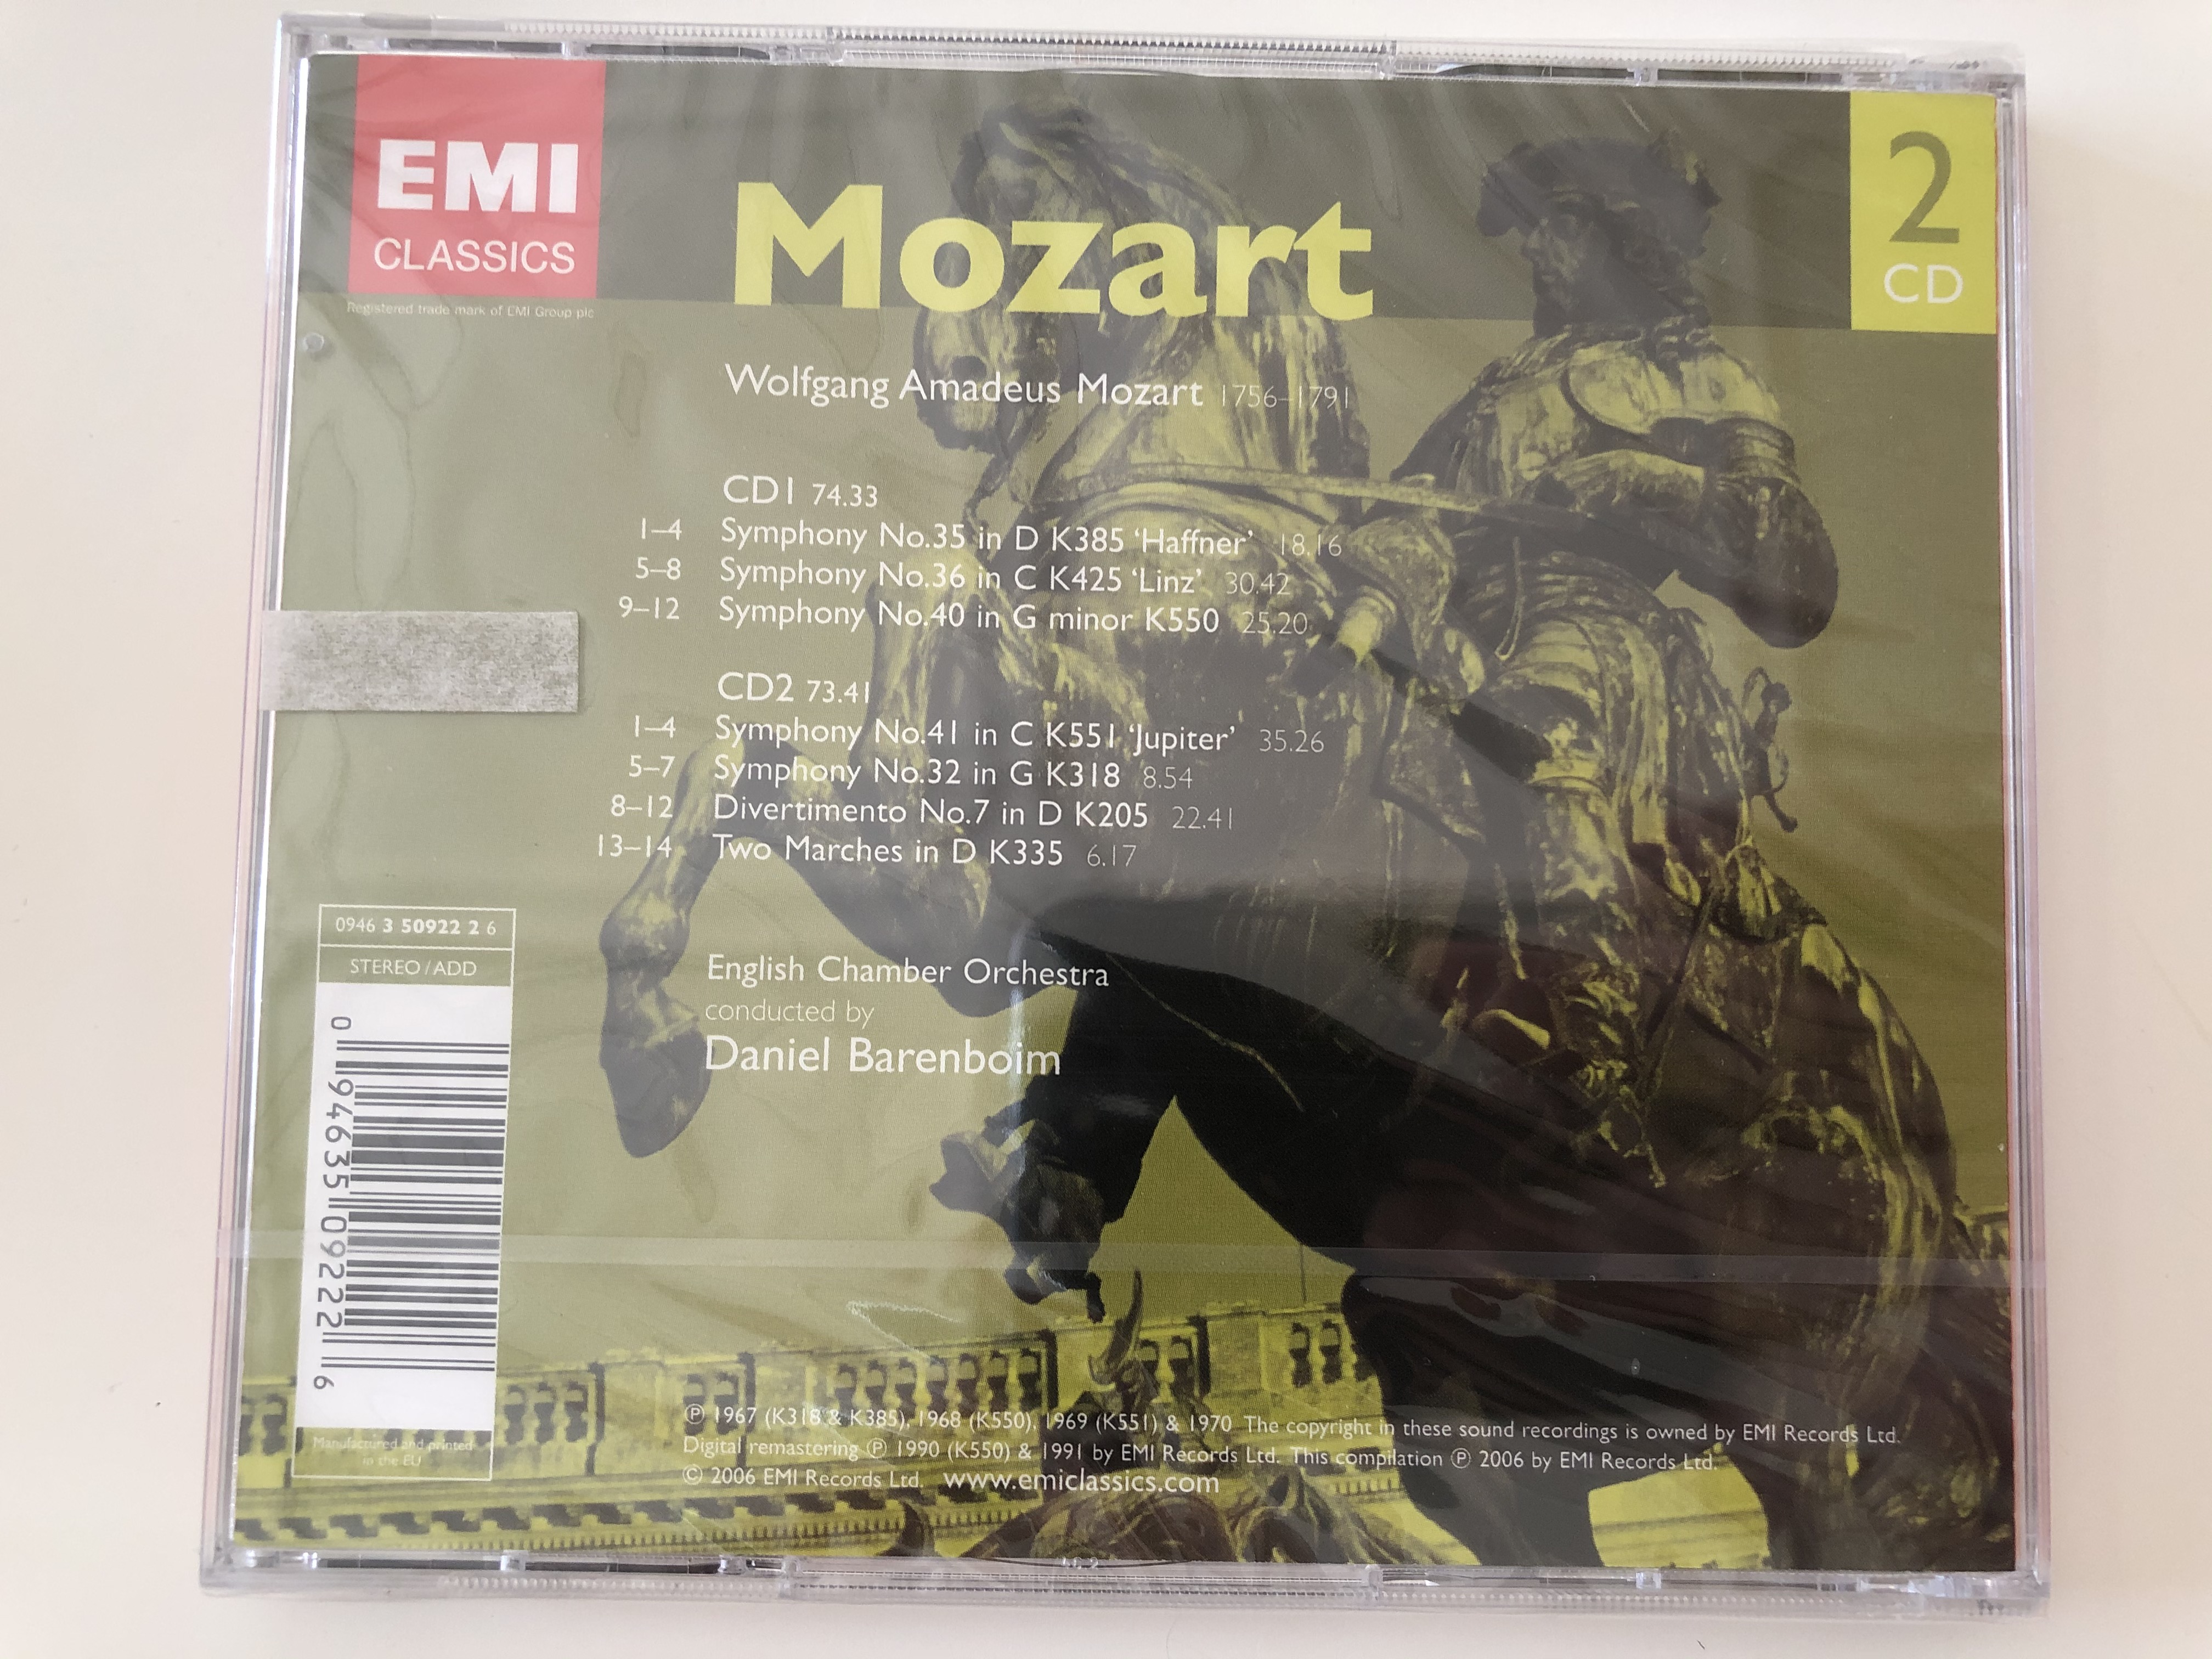 EMI
CLASSICS
Registered trade mark of EMI Group plc
Mozart
2
CD
Wolfgang Amadeus Mozart 1756–1791
CD1 74.33
1–4 Symphony No.35 in D K385 ‘Haffner’ 18.16
5–8 Symphony No.36 in C K425 ‘Linz’ 30.42
9–12 Symphony No.40 in G minor K550 25.20
CD2 73.41
1–4 Symphony No.41 in C K551 ‘Jupiter’ 35.26
5–7 Symphony No.32 in G K318 8.54
8–12 Divertimento No.7 in D K205 22.41
13–14 Two Marches in D K335 6.17
English Chamber Orchestra
conducted by
Daniel Barenboim
0946 3 50922 2 6
STEREO/ADD
0 94635 09222 6
Manufactured and printed
in the EU
℗ 1967 (K318 & K385), 1968 (K550), 1969 (K551) & 1970 The copyright in these sound recordings is owned by EMI Records Ltd.
Digital remastering ℗ 1990 (K550) & 1991 by EMI Records Ltd. This compilation ℗ 2006 by EMI Records Ltd.
© 2006 EMI Records Ltd. www.emiclassics.com